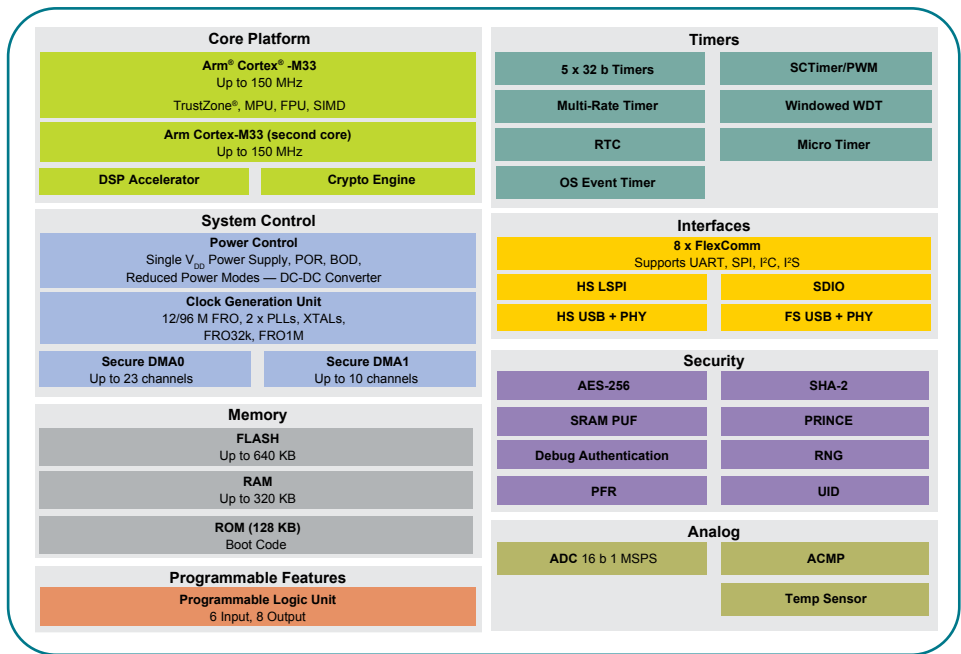 Core Platform
Arm® Cortex® -M33
Up to 150 MHz
TrustZone®, MPU, FPU, SIMD
Arm Cortex-M33 (second core)
Up to 150 MHz
DSP Accelerator
Crypto Engine
System Control
Power Control
Single VDD Power Supply, POR, BOD,
Reduced Power Modes — DC-DC Converter
Clock Generation Unit
12/96 M FRO, 2 x PLLs, XTALs,
FRO32k, FRO1M
Secure DMA0
Up to 23 channels
Secure DMA1
Up to 10 channels
Memory
FLASH
Up to 640 KB
RAM
Up to 320 KB
ROM (128 KB)
Boot Code
Programmable Features
Programmable Logic Unit
6 Input, 8 Output
Timers
5 x 32 b Timers
SCTimer/PWM
Multi-Rate Timer
Windowed WDT
RTC
Micro Timer
OS Event Timer
Interfaces
8 x FlexComm
Supports UART, SPI, I²C, I²S
HS LSPI
SDIO
HS USB + PHY
FS USB + PHY
Security
AES-256
SHA-2
SRAM PUF
PRINCE
Debug Authentication
RNG
PFR
UID
Analog
ADC 16 b 1 MSPS
ACMP
Temp Sensor